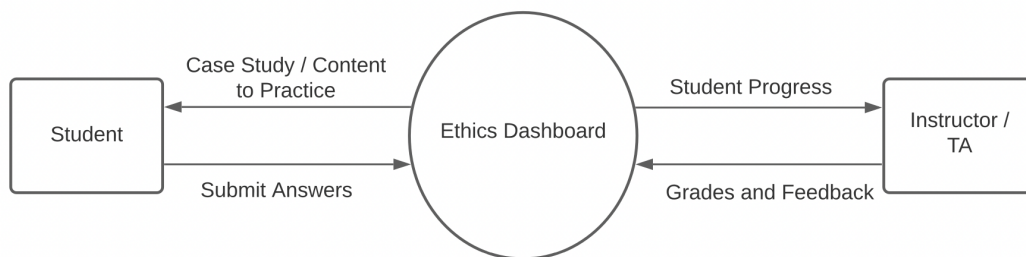 Case Study / Content
to Practice
Student
Submit Answers
Ethics Dashboard
Student Progress
Grades and Feedback
Instructor /
TA